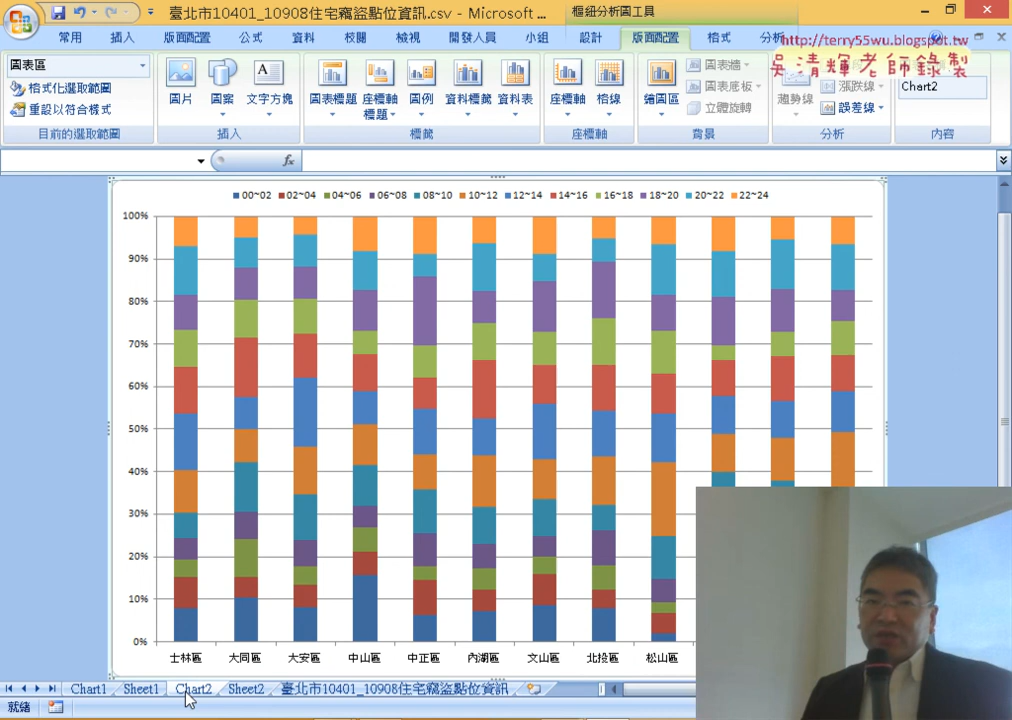 臺北市10401_10908住宅竊盜點位資訊.csv - Microsoft ... 樞紐分析圖工具
常用 插入 版面配置 公式 資料 校閱 檢視 開發人員 小組 設計 版面配置 格式 分析
http://terry55wu.blogspot.tw
吳清輝老師錄製
圖表區
格式化選取範圍
重設以符合樣式
目前的選取範圍
圖片 圖案 文字方塊
插入
圖表標題 座標軸標題 圖例 資料標籤 資料表
標籤
座標軸 格線
座標軸
繪圖區 圖表牆
圖表底板
立體旋轉
背景
趨勢線
漲跌線
誤差線
分析
Chart2
內容
fx
00~02 02~04 04~06 06~08 08~10 10~12 12~14 14~16 16~18 18~20 20~22 22~24
100%
90%
80%
70%
60%
50%
40%
30%
20%
10%
0%
士林區 大同區 大安區 中山區 中正區 內湖區 文山區 北投區 松山區
Chart1 Sheet1 Chart2 Sheet2 臺北市10401_10908住宅竊盜點位資訊
就緒